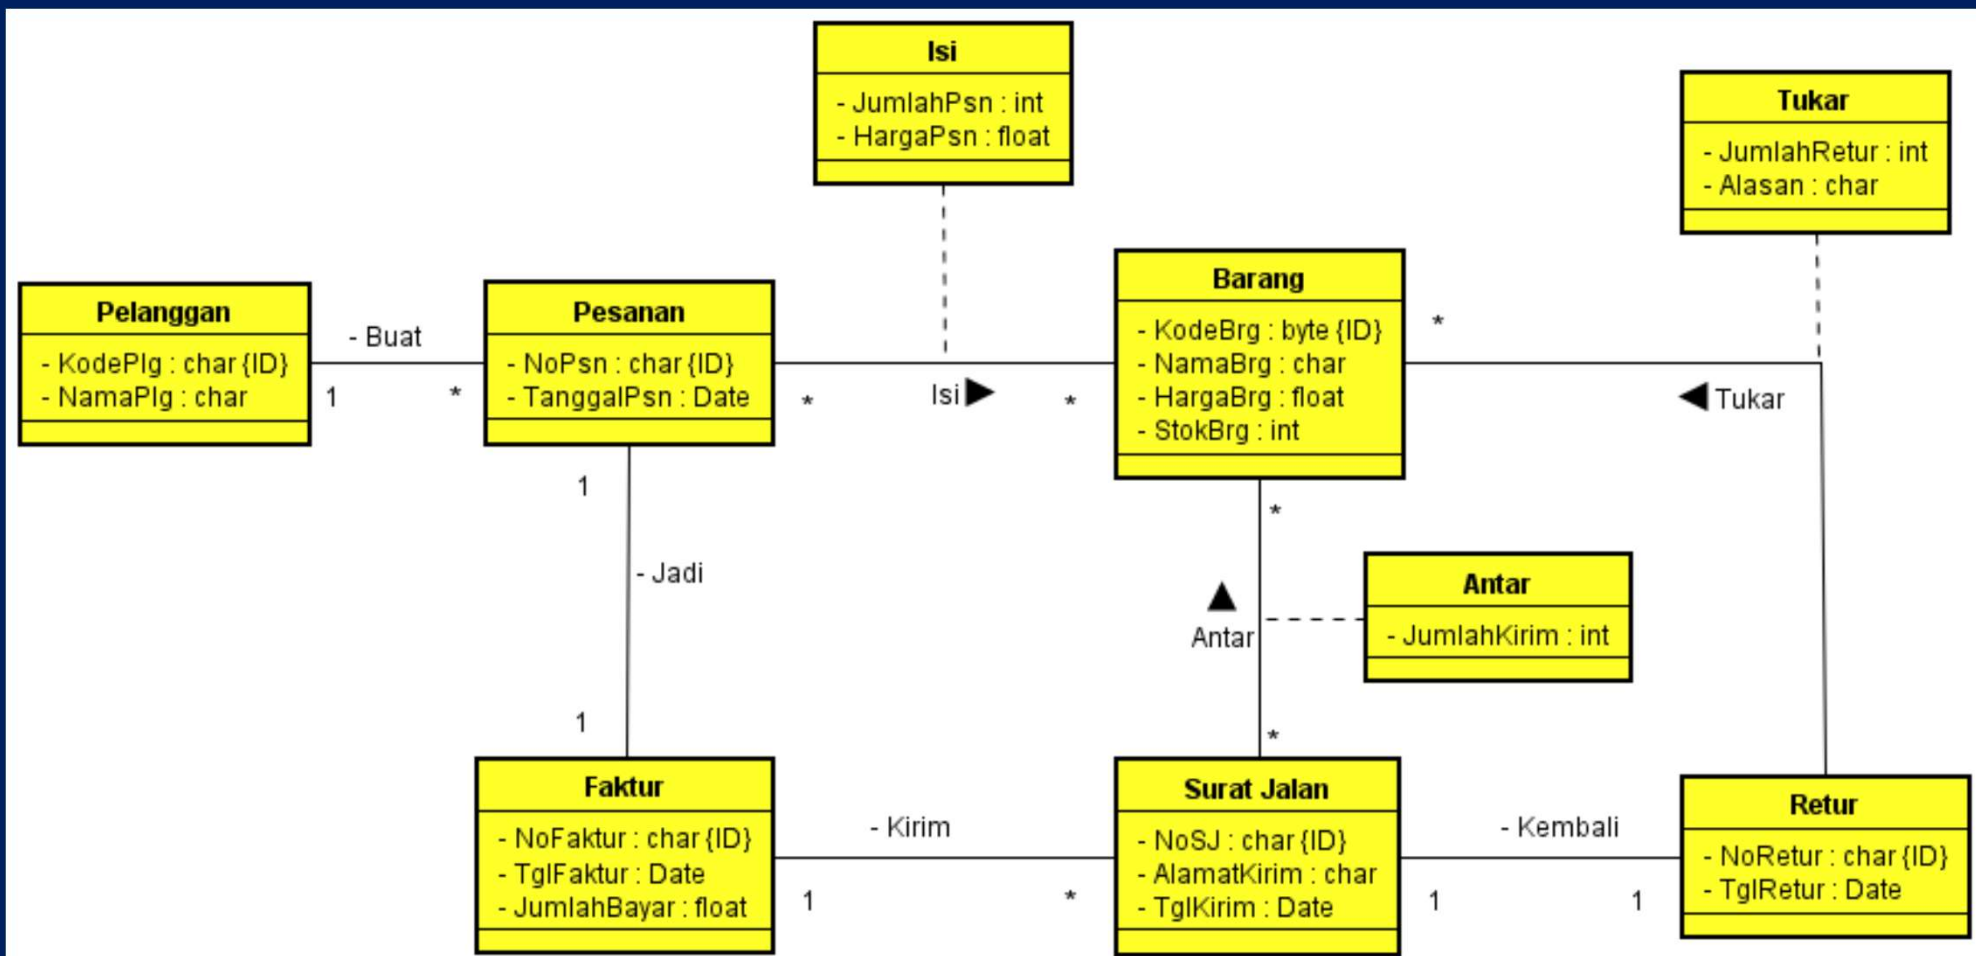 Isi
- JumlahPsn : int
- HargaPsn : float
Tukar
- JumlahRetur : int
- Alasan : char
Pelanggan
- KodePlg : char {ID}
- NamaPlg : char
- Buat
1
*
Pesanan
- NoPsn : char {ID}
- TanggalPsn : Date
*
Isi
*
Barang
- KodeBrg : byte {ID}
- NamaBrg : char
- HargaBrg : float
- StokBrg : int
*
Tukar
1
- Jadi
1
*
Antar
*
Antar
- JumlahKirim : int
Faktur
- NoFaktur : char {ID}
- TglFaktur : Date
- JumlahBayar : float
- Kirim
1
*
Surat Jalan
- NoSJ : char {ID}
- AlamatKirim : char
- TglKirim : Date
- Kembali
1
1
Retur
- NoRetur : char {ID}
- TglRetur : Date